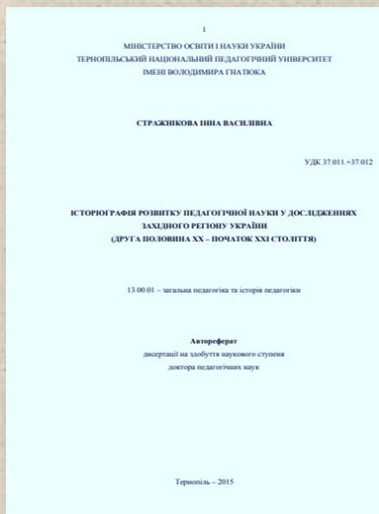 1
МІНІСТЕРСТВО ОСВІТИ І НАУКИ УКРАЇНИ
ТЕРНОПІЛЬСЬКИЙ НАЦІОНАЛЬНИЙ ПЕДАГОГІЧНИЙ УНІВЕРСИТЕТ
ІМЕНІ ВОЛОДИМИРА ГНАТЮКА
СТРАЖНІКОВА ІННА ВАСИЛІВНА
УДК 37.011.+37.012
ІСТОРІОГРАФІЯ РОЗВИТКУ ПЕДАГОГІЧНОЇ НАУКИ У ДОСЛІДЖЕННЯХ
ЗАХІДНОГО РЕГІОНУ УКРАЇНИ
(ДРУГА ПОЛОВИНА ХХ – ПОЧАТОК ХХІ СТОЛІТТЯ)
13.00.01 – загальна педагогіка та історія педагогіки
Автореферат
дисертації на здобуття наукового ступеня
доктора педагогічних наук
Тернопіль – 2015